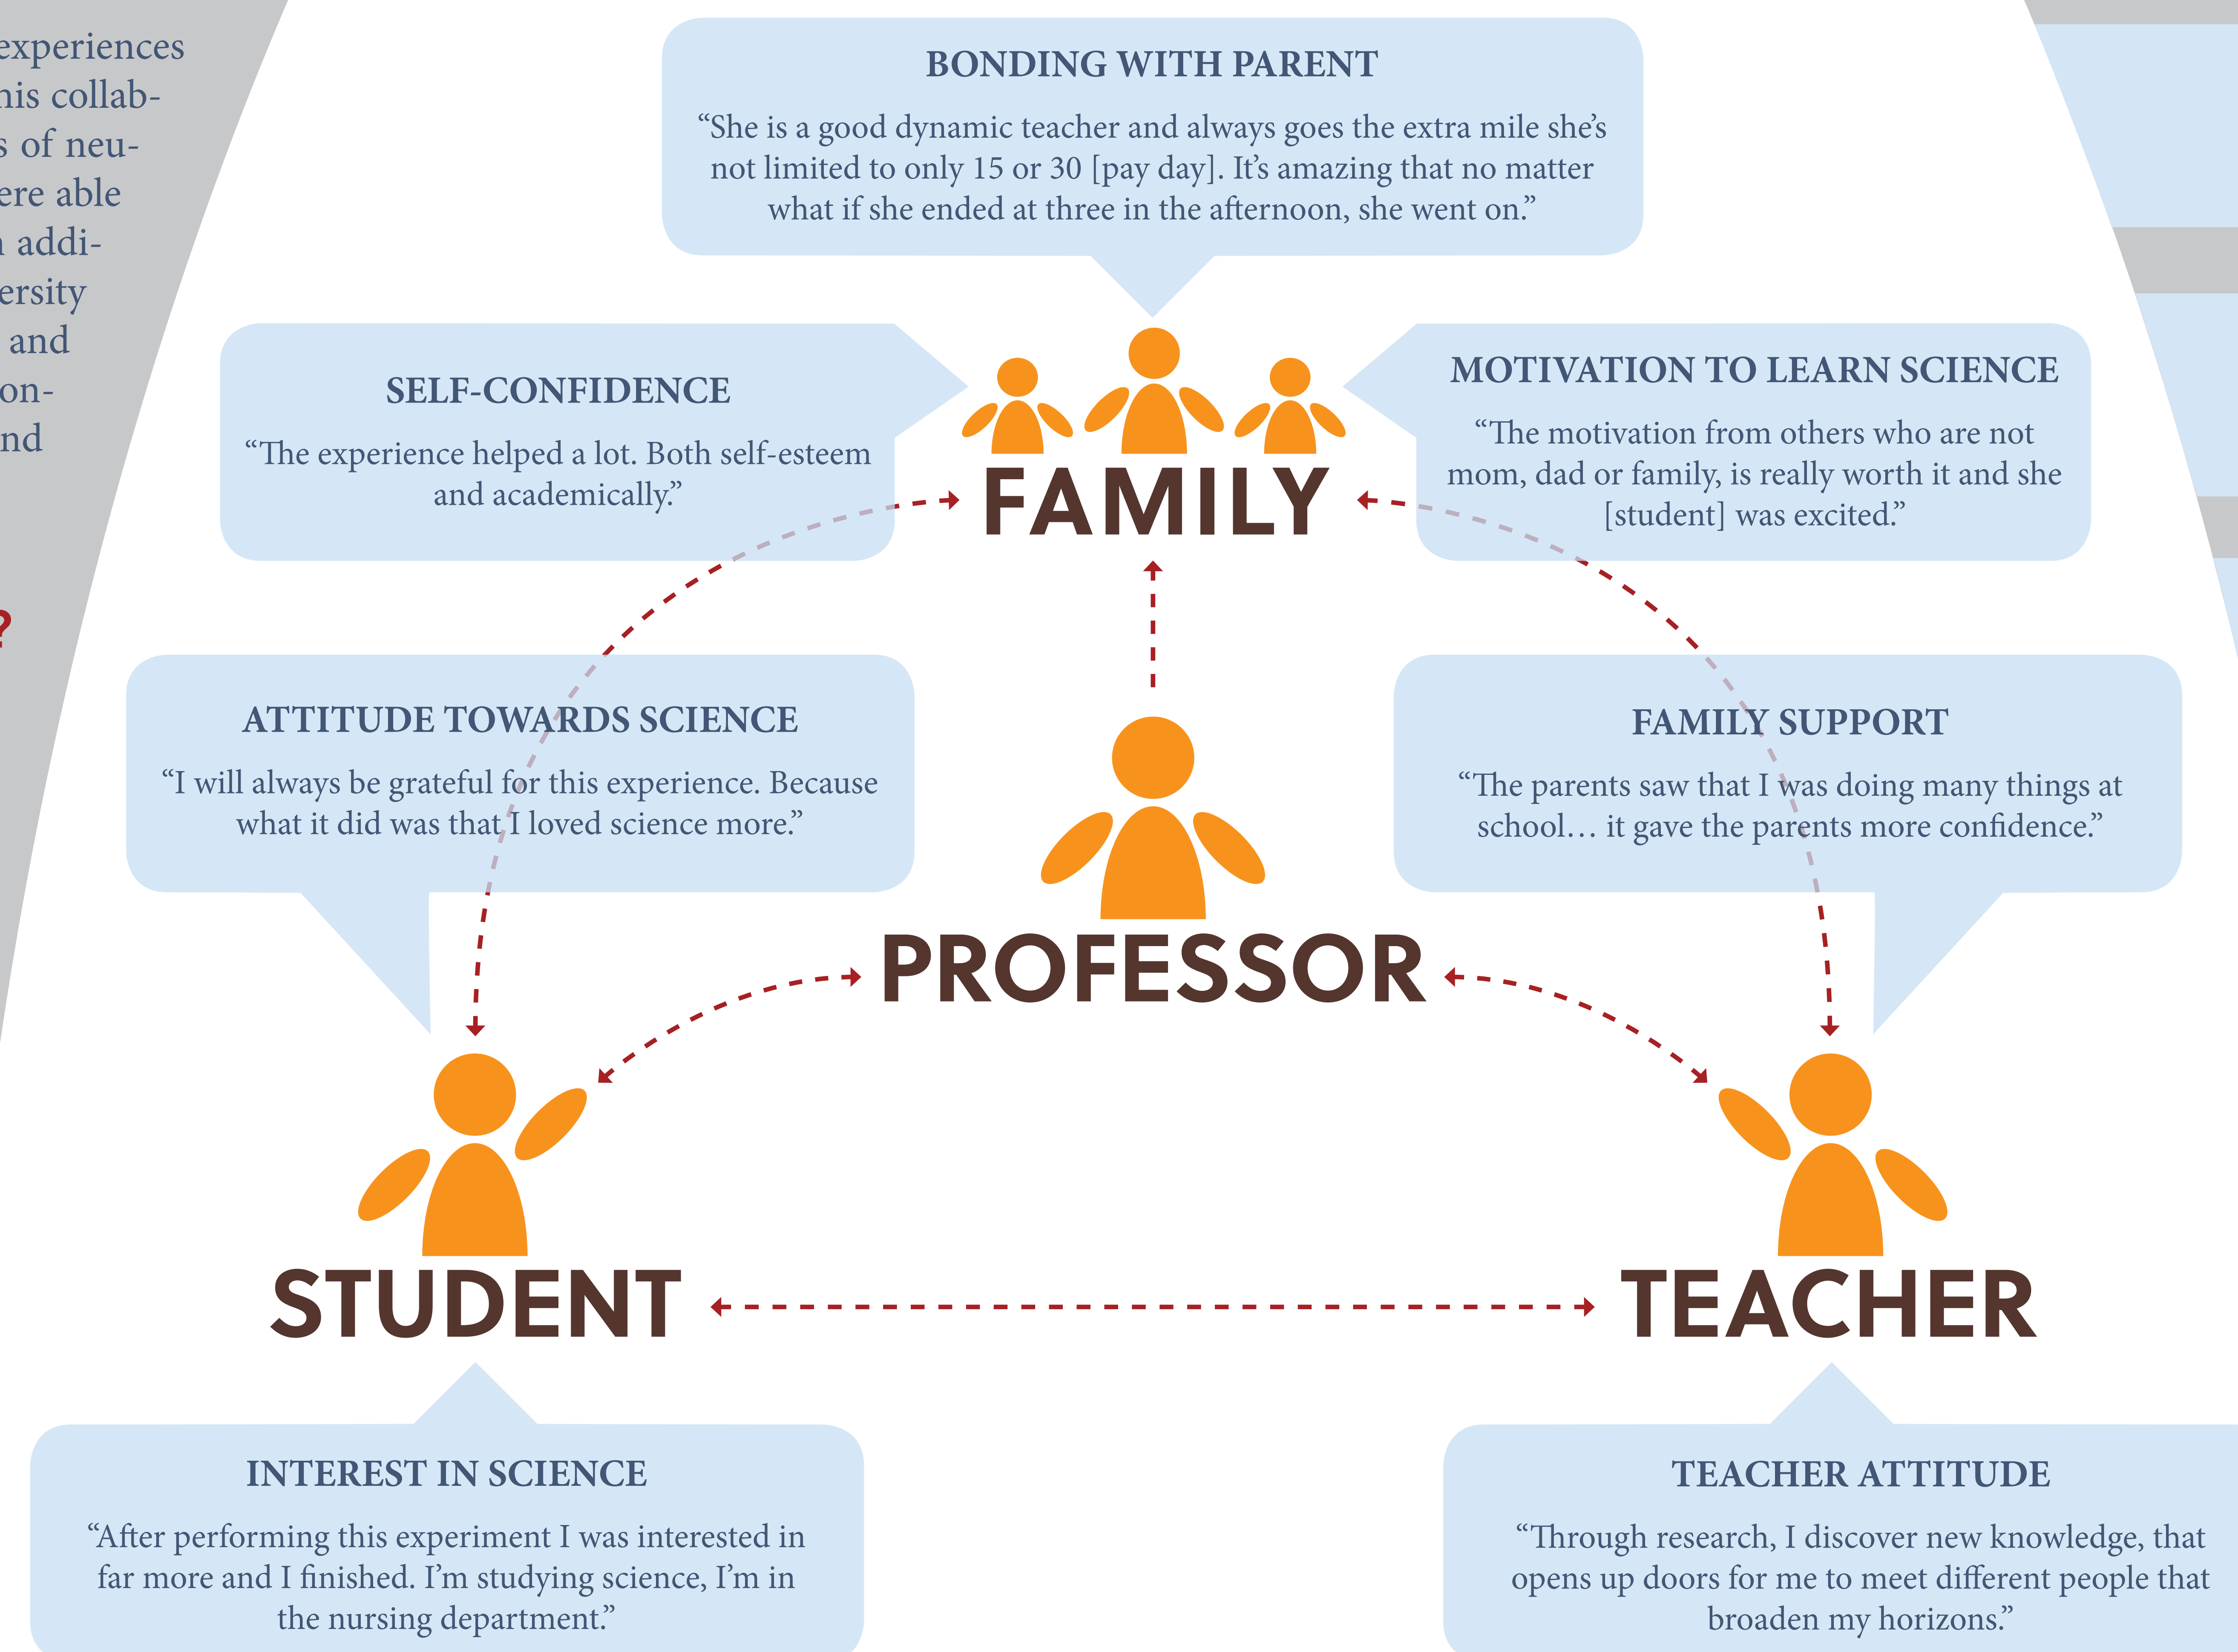 experiences
his collab-
s of neu-
ere able
n addi-
ersity
and
on-
nd
?
BONDING WITH PARENT
“She is a good dynamic teacher and always goes the extra mile she’s
not limited to only 15 or 30 [pay day]. It’s amazing that no matter
what if she ended at three in the afternoon, she went on.”
SELF-CONFIDENCE
“The experience helped a lot. Both self-esteem
and academically.”
MOTIVATION TO LEARN SCIENCE
“The motivation from others who are not
mom, dad or family, is really worth it and she
[student] was excited.”
FAMILY
ATTITUDE TOWARDS SCIENCE
“I will always be grateful for this experience. Because
what it did was that I loved science more.”
FAMILY SUPPORT
“The parents saw that I was doing many things at
school… it gave the parents more confidence.”
PROFESSOR
STUDENT
TEACHER
INTEREST IN SCIENCE
“After performing this experiment I was interested in
far more and I finished. I’m studying science, I’m in
the nursing department.”
TEACHER ATTITUDE
“Through research, I discover new knowledge, that
opens up doors for me to meet different people that
broaden my horizons.”